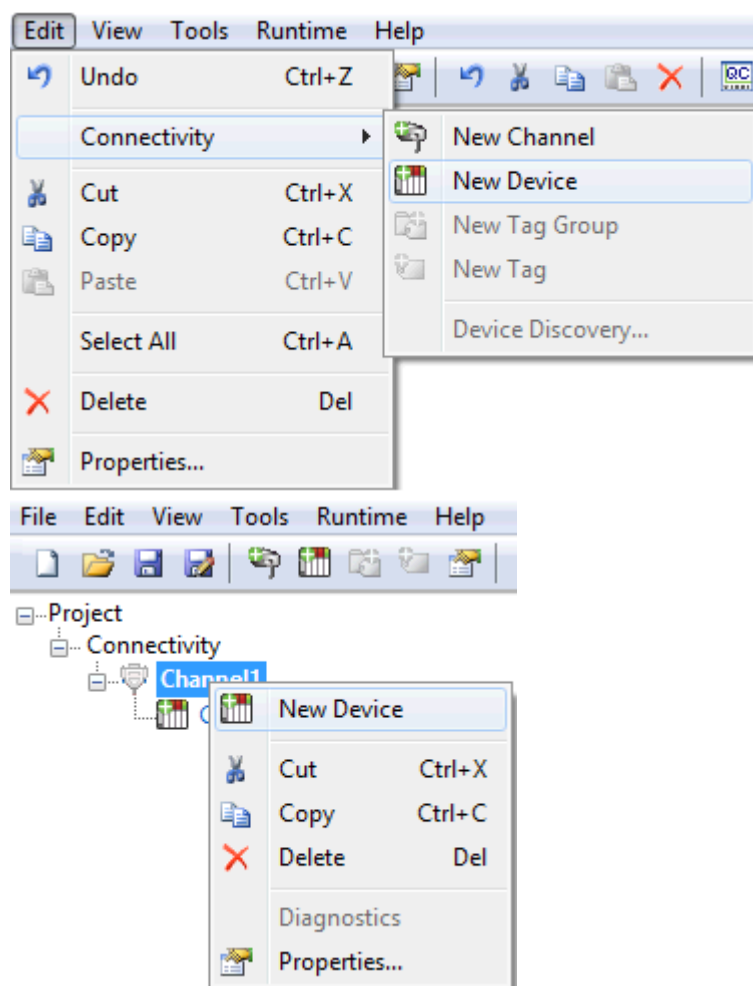 Edit View Tools Runtime Help
QC
Undo Ctrl+Z
Connectivity
New Channel
New Device
Cut Ctrl+X
New Tag Group
Copy Ctrl+C
New Tag
Paste Ctrl+V
Select All Ctrl+A
Device Discovery...
Delete Del
Properties...
File Edit View Tools Runtime Help
Project
Connectivity
Channel1
New Device
Cut Ctrl+X
Copy Ctrl+C
Delete Del
Diagnostics
Properties...